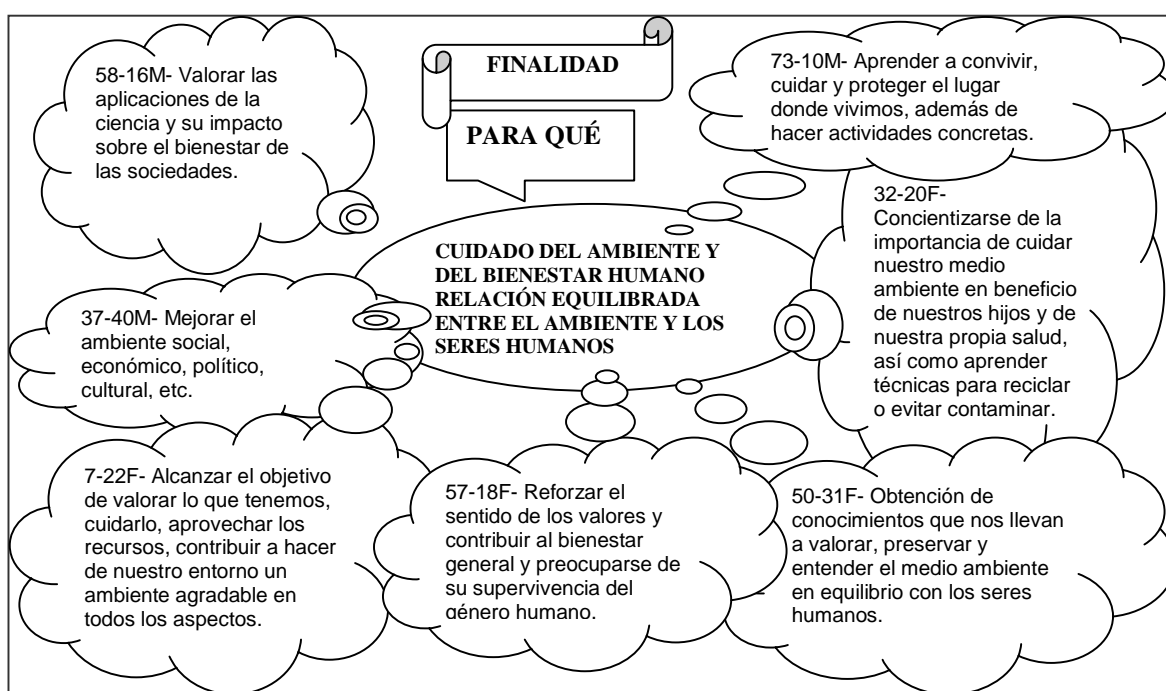 FINALIDAD
PARA QUÉ
58-16M- Valorar las
aplicaciones de la
ciencia y su impacto
sobre el bienestar de
las sociedades.
73-10M- Aprender a convivir,
cuidar y proteger el lugar
donde vivimos, además de
hacer actividades concretas.
32-20F-
Concientizarse de la
importancia de cuidar
nuestro medio
ambiente en beneficio
de nuestros hijos y de
nuestra propia salud,
así como aprender
técnicas para reciclar
o evitar contaminar.
CUIDADO DEL AMBIENTE Y
DEL BIENESTAR HUMANO
RELACIÓN EQUILIBRADA
ENTRE EL AMBIENTE Y LOS
SERES HUMANOS
37-40M- Mejorar el
ambiente social,
económico, político,
cultural, etc.
7-22F- Alcanzar el objetivo
de valorar lo que tenemos,
cuidarlo, aprovechar los
recursos, contribuir a hacer
de nuestro entorno un
ambiente agradable en
todos los aspectos.
57-18F- Reforzar el
sentido de los valores y
contribuir al bienestar
general y preocuparse de
su supervivencia del
género humano.
50-31F- Obtención de
conocimientos que nos llevan
a valorar, preservar y
entender el medio ambiente
en equilibrio con los seres
humanos.